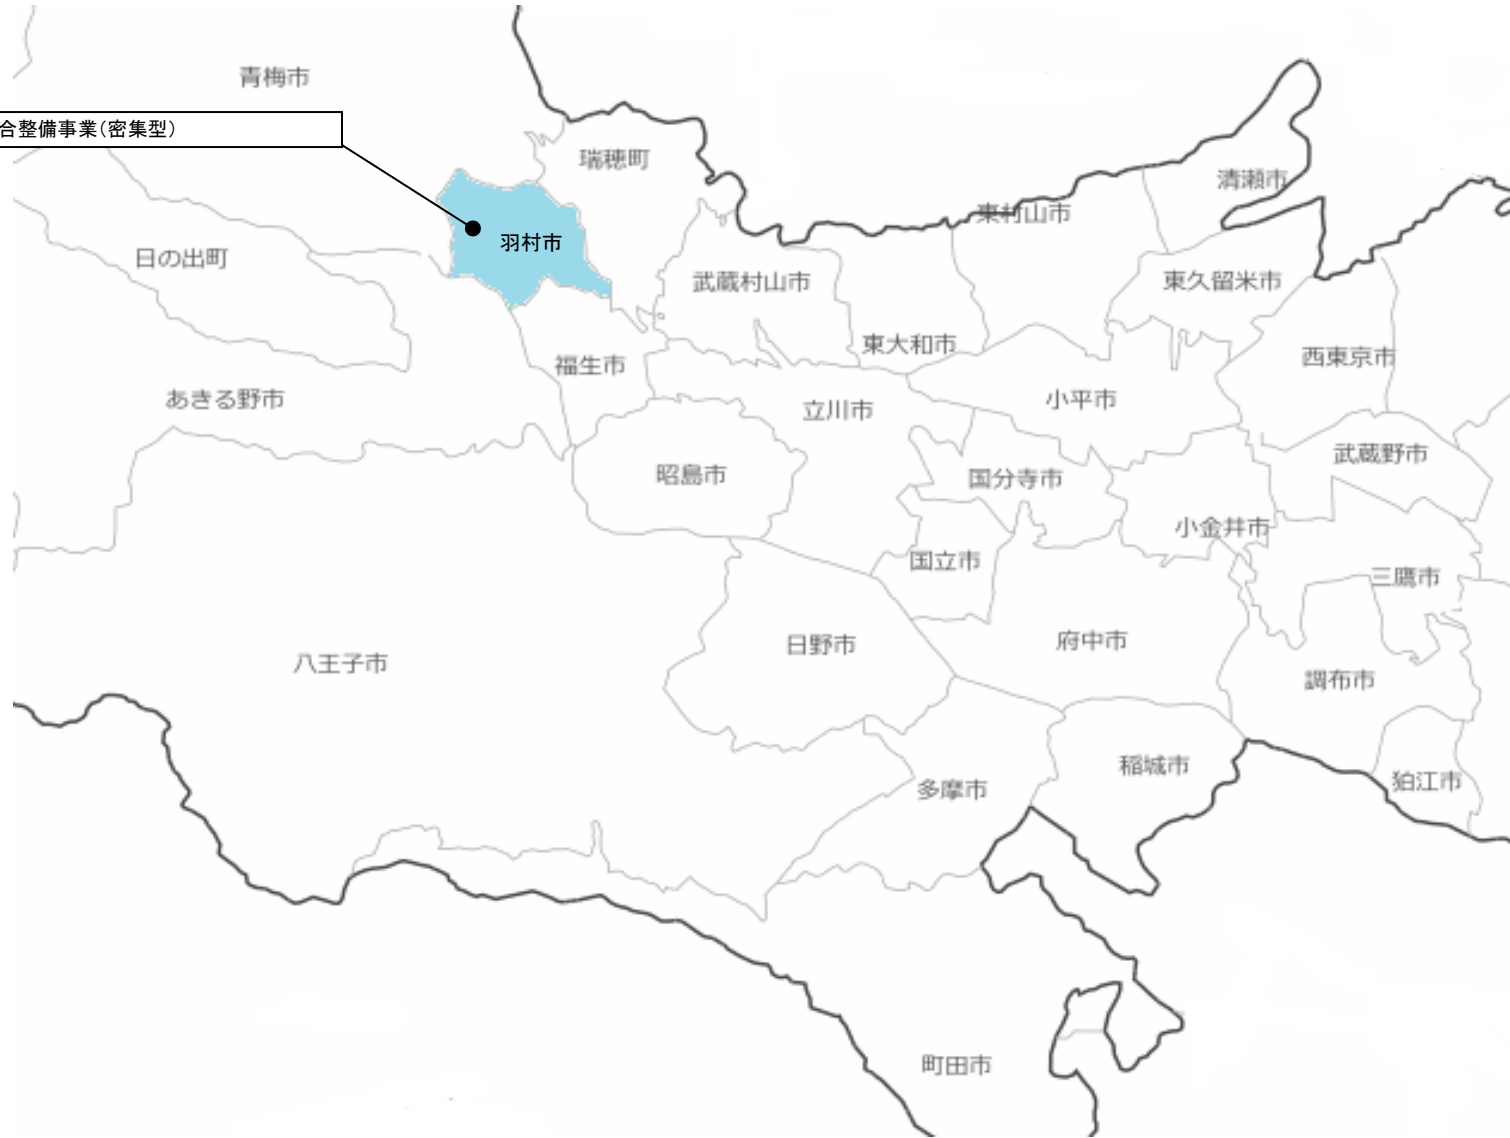 青梅市
合整備事業（密集型）
瑞穂町
清瀬市
東村山市
羽村市
日の出町
武蔵村山市
東久留米市
東大和市
西東京市
福生市
あきる野市
小平市
立川市
武蔵野市
昭島市
国分寺市
小金井市
国立市
三鷹市
府中市
日野市
八王子市
調布市
稲城市
狛江市
多摩市
町田市